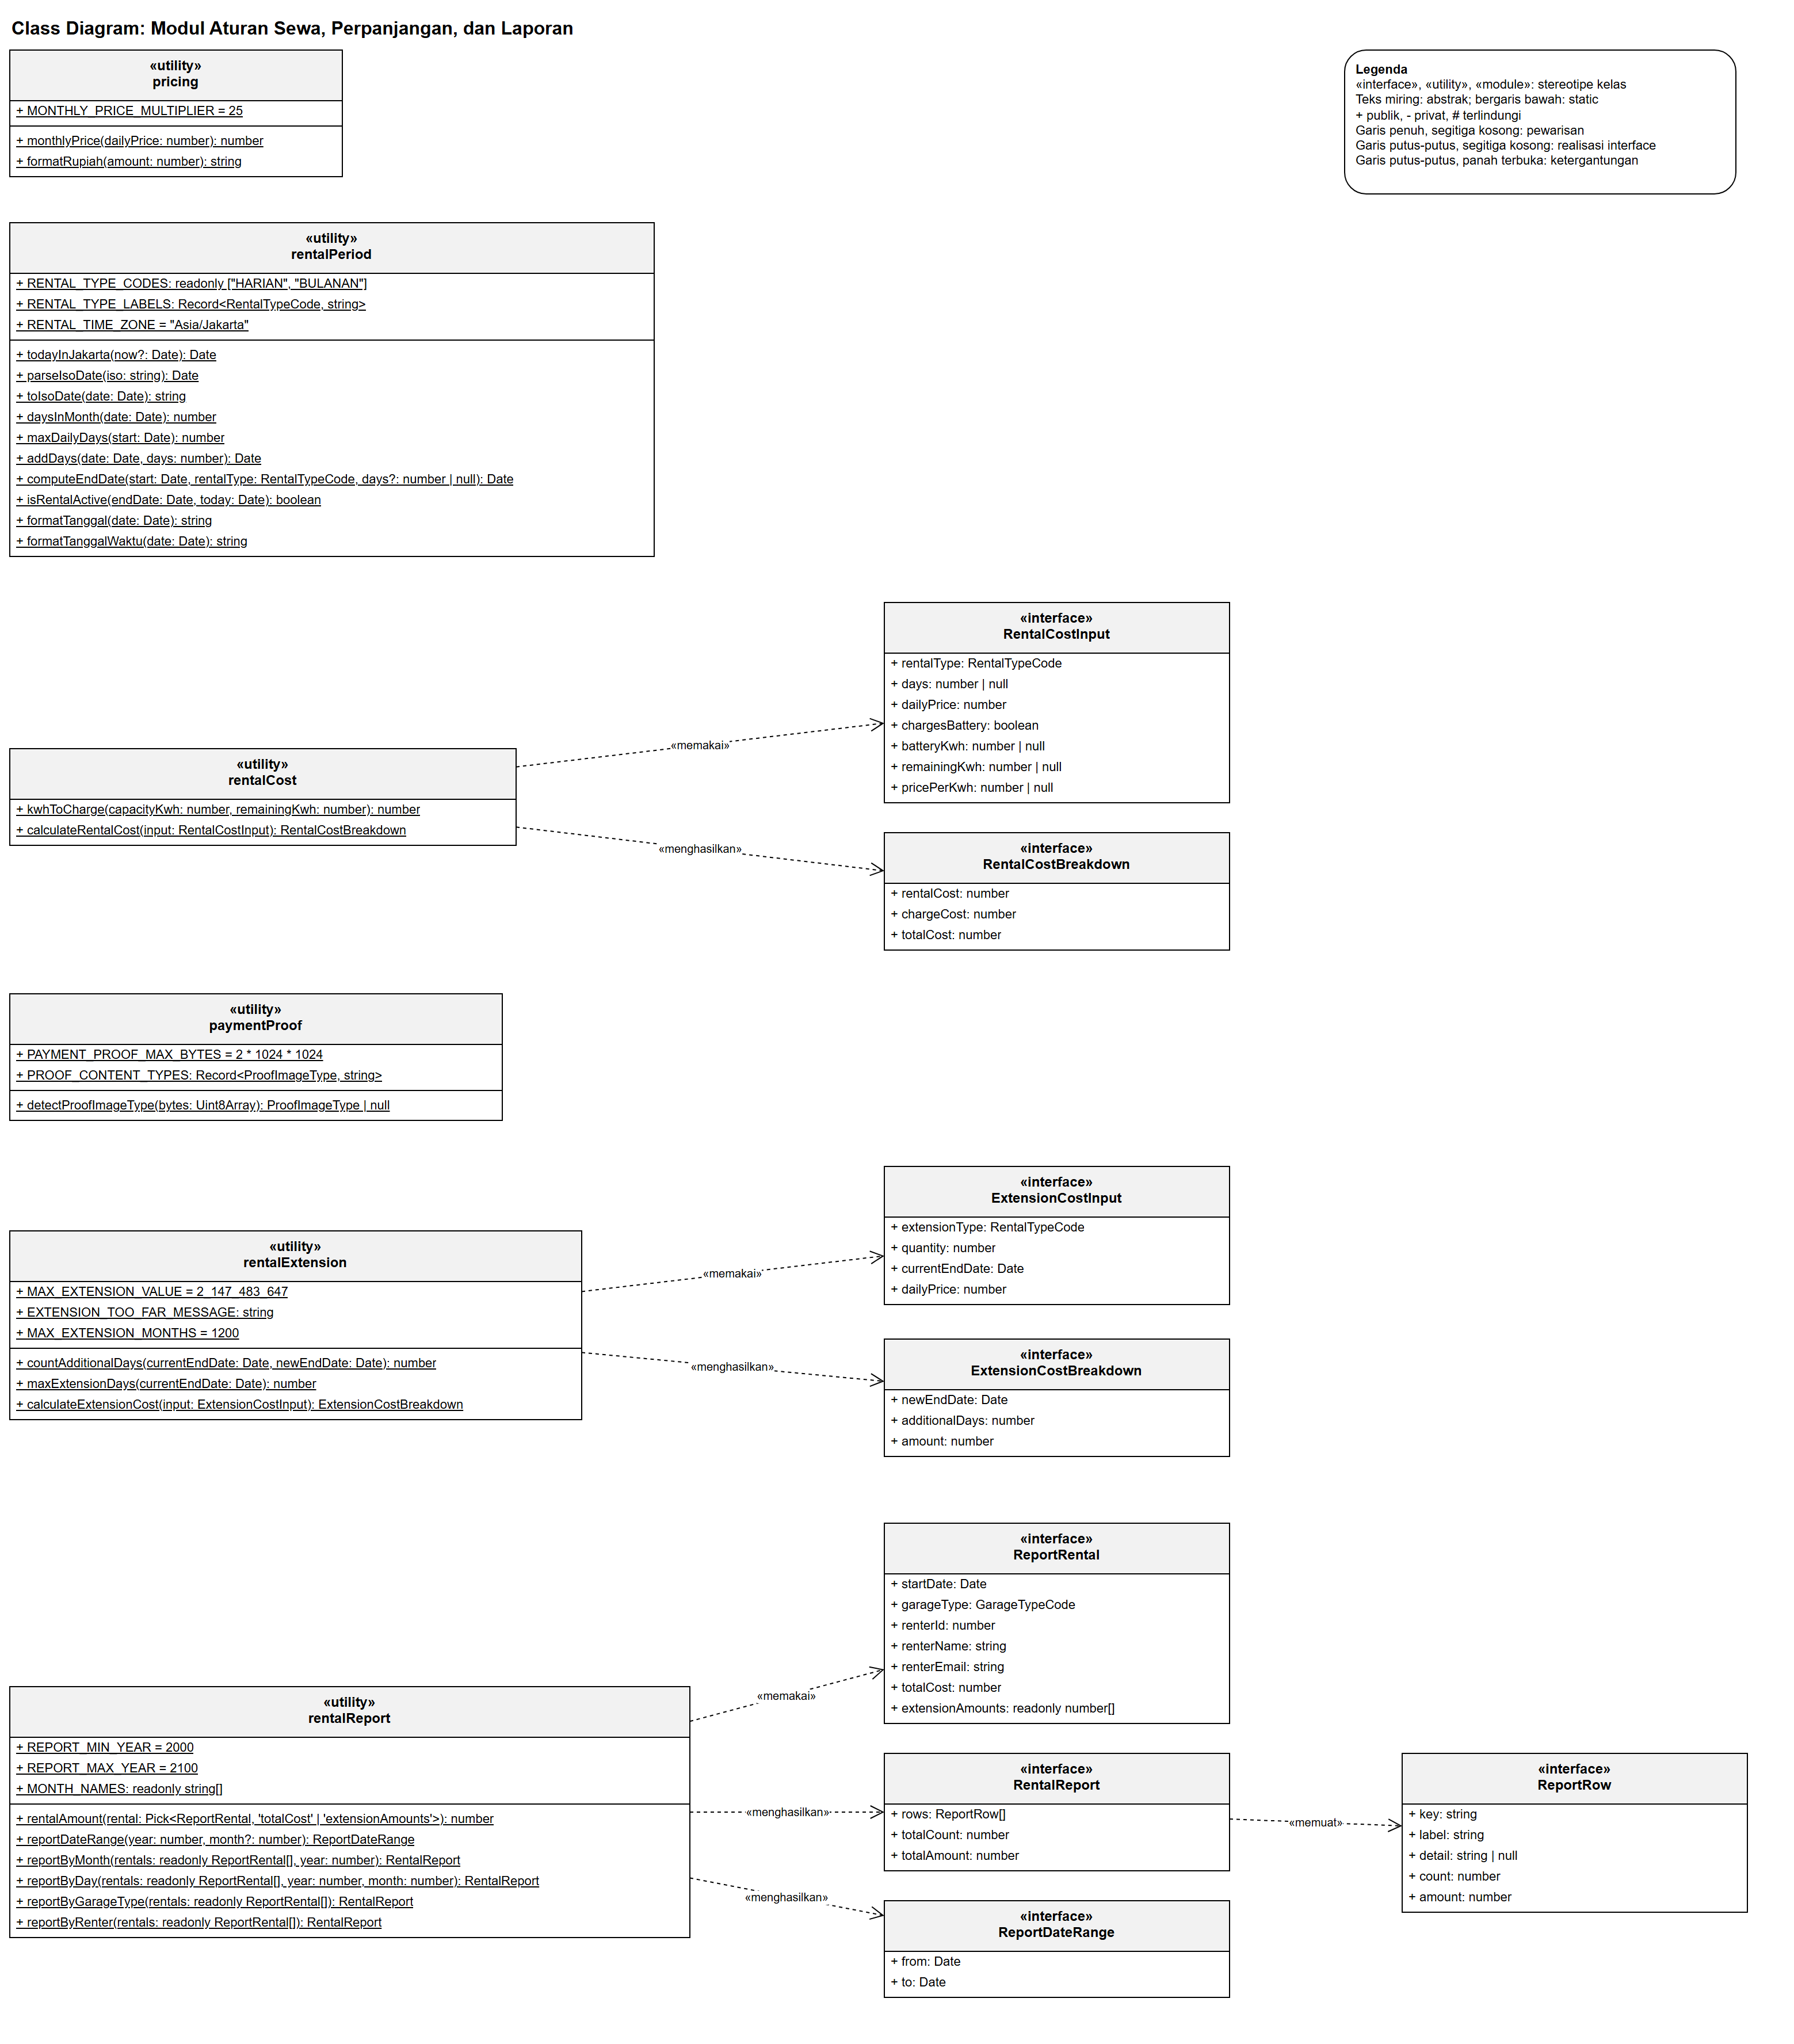 Class Diagram: Modul Aturan Sewa, Perpanjangan, dan Laporan
«utility»
pricing
+ MONTHLY_PRICE_MULTIPLIER = 25
+ monthlyPrice(dailyPrice: number): number
+ formatRupiah(amount: number): string
Legenda
«interface», «utility», «module»: stereotipe kelas
Teks miring: abstrak; bergaris bawah: static
+ publik, - privat, # terlindungi
Garis penuh, segitiga kosong: pewarisan
Garis putus-putus, segitiga kosong: realisasi interface
Garis putus-putus, panah terbuka: ketergantungan
«utility»
rentalPeriod
+ RENTAL_TYPE_CODES: readonly ["HARIAN", "BULANAN"]
+ RENTAL_TYPE_LABELS: Record<RentalTypeCode, string>
+ RENTAL_TIME_ZONE = "Asia/Jakarta"
+ todayInJakarta(now?: Date): Date
+ parseIsoDate(iso: string): Date
+ toIsoDate(date: Date): string
+ daysInMonth(date: Date): number
+ maxDailyDays(start: Date): number
+ addDays(date: Date, days: number): Date
+ computeEndDate(start: Date, rentalType: RentalTypeCode, days?: number | null): Date
+ isRentalActive(endDate: Date, today: Date): boolean
+ formatTanggal(date: Date): string
+ formatTanggalWaktu(date: Date): string
«utility»
rentalCost
+ kwhToCharge(capacityKwh: number, remainingKwh: number): number
+ calculateRentalCost(input: RentalCostInput): RentalCostBreakdown
«memakai»
«menghasilkan»
«interface»
RentalCostInput
+ rentalType: RentalTypeCode
+ days: number | null
+ dailyPrice: number
+ chargesBattery: boolean
+ batteryKwh: number | null
+ remainingKwh: number | null
+ pricePerKwh: number | null
«interface»
RentalCostBreakdown
+ rentalCost: number
+ chargeCost: number
+ totalCost: number
«utility»
paymentProof
+ PAYMENT_PROOF_MAX_BYTES = 2 * 1024 * 1024
+ PROOF_CONTENT_TYPES: Record<ProofImageType, string>
+ detectProofImageType(bytes: Uint8Array): ProofImageType | null
«utility»
rentalExtension
+ MAX_EXTENSION_VALUE = 2_147_483_647
+ EXTENSION_TOO_FAR_MESSAGE: string
+ MAX_EXTENSION_MONTHS = 1200
+ countAdditionalDays(currentEndDate: Date, newEndDate: Date): number
+ maxExtensionDays(currentEndDate: Date): number
+ calculateExtensionCost(input: ExtensionCostInput): ExtensionCostBreakdown
«memakai»
«menghasilkan»
«interface»
ExtensionCostInput
+ extensionType: RentalTypeCode
+ quantity: number
+ currentEndDate: Date
+ dailyPrice: number
«interface»
ExtensionCostBreakdown
+ newEndDate: Date
+ additionalDays: number
+ amount: number
«utility»
rentalReport
+ REPORT_MIN_YEAR = 2000
+ REPORT_MAX_YEAR = 2100
+ MONTH_NAMES: readonly string[]
+ rentalAmount(rental: Pick<ReportRental, 'totalCost' | 'extensionAmounts'>): number
+ reportDateRange(year: number, month?: number): ReportDateRange
+ reportByMonth(rentals: readonly ReportRental[], year: number): RentalReport
+ reportByDay(rentals: readonly ReportRental[], year: number, month: number): RentalReport
+ reportByGarageType(rentals: readonly ReportRental[]): RentalReport
+ reportByRenter(rentals: readonly ReportRental[]): RentalReport
«memakai»
«menghasilkan»
«menghasilkan»
«interface»
ReportRental
+ startDate: Date
+ garageType: GarageTypeCode
+ renterId: number
+ renterName: string
+ renterEmail: string
+ totalCost: number
+ extensionAmounts: readonly number[]
«interface»
RentalReport
+ rows: ReportRow[]
+ totalCount: number
+ totalAmount: number
«memuat»
«interface»
ReportRow
+ key: string
+ label: string
+ detail: string | null
+ count: number
+ amount: number
«interface»
ReportDateRange
+ from: Date
+ to: Date